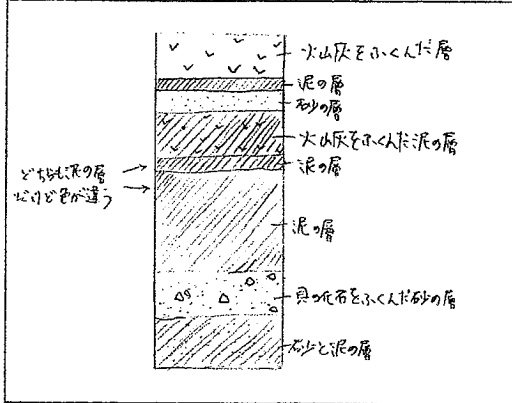 火山灰をふくんだ層
泥の層
砂の層
火山灰をふくんだ泥の層
泥の層
どちらも泥の層
だけど色が違う
泥の層
貝の化石をふくんだ砂の層
砂と泥の層